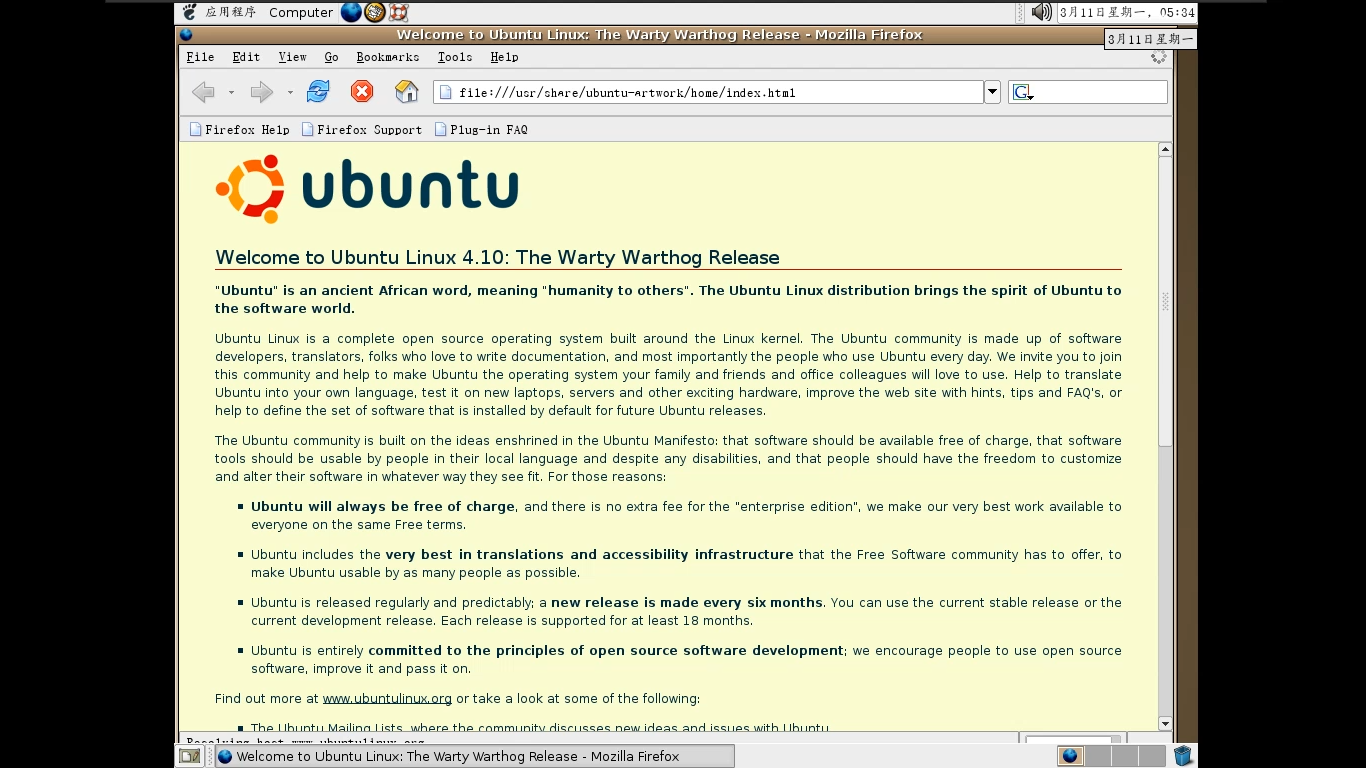 应用程序 Computer 3月11日星期一，05:34
Welcome to Ubuntu Linux: The Warty Warthog Release - Mozilla Firefox
3月11日星期一
File Edit View Go Bookmarks Tools Help
file:///usr/share/ubuntu-artwork/home/index.html
Firefox Help Firefox Support Plug-in FAQ
ubuntu
Welcome to Ubuntu Linux 4.10: The Warty Warthog Release
"Ubuntu" is an ancient African word, meaning "humanity to others". The Ubuntu Linux distribution brings the spirit of Ubuntu to
the software world.
Ubuntu Linux is a complete open source operating system built around the Linux kernel. The Ubuntu community is made up of software
developers, translators, folks who love to write documentation, and most importantly the people who use Ubuntu every day. We invite you to join
this community and help to make Ubuntu the operating system your family and friends and office colleagues will love to use. Help to translate
Ubuntu into your own language, test it on new laptops, servers and other exciting hardware, improve the web site with hints, tips and FAQ's, or
help to define the set of software that is installed by default for future Ubuntu releases.
The Ubuntu community is built on the ideas enshrined in the Ubuntu Manifesto: that software should be available free of charge, that software
tools should be usable by people in their local language and despite any disabilities, and that people should have the freedom to customize
and alter their software in whatever way they see fit. For those reasons:
Ubuntu will always be free of charge, and there is no extra fee for the "enterprise edition", we make our very best work available to
everyone on the same Free terms.
Ubuntu includes the very best in translations and accessibility infrastructure that the Free Software community has to offer, to
make Ubuntu usable by as many people as possible.
Ubuntu is released regularly and predictably; a new release is made every six months. You can use the current stable release or the
current development release. Each release is supported for at least 18 months.
Ubuntu is entirely committed to the principles of open source software development; we encourage people to use open source
software, improve it and pass it on.
Find out more at www.ubuntulinux.org or take a look at some of the following:
The Ubuntu Mailing Lists, where the community discusses new ideas and issues with Ubuntu
Resolving host www.ubuntulinux.org
Welcome to Ubuntu Linux: The Warty Warthog Release - Mozilla Firefox